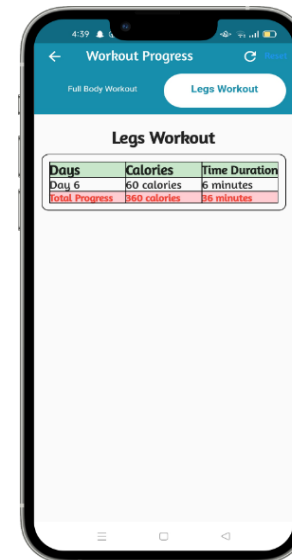 4:39
Workout Progress
Full Body Workout Legs Workout
Legs Workout
Days Calories Time Duration
Day 6 60 calories 6 minutes
Total Progress 360 calories 36 minutes